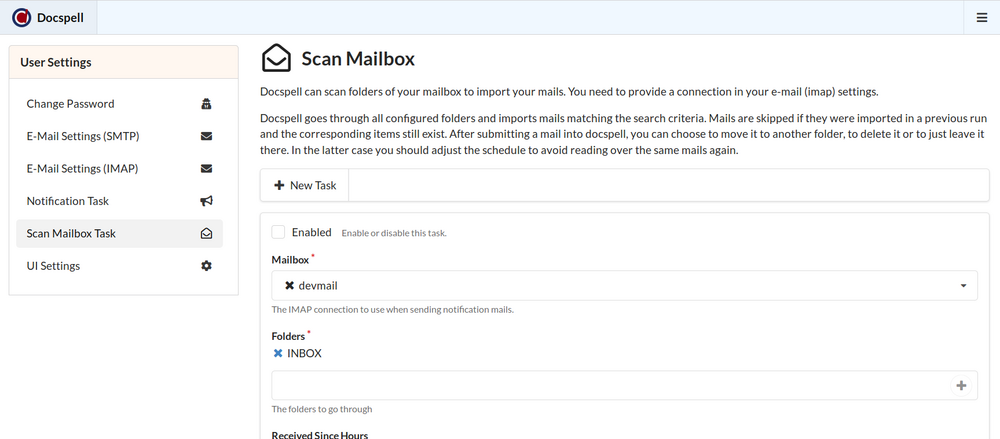 Docspell
User Settings
Change Password
E-Mail Settings (SMTP)
E-Mail Settings (IMAP)
Notification Task
Scan Mailbox Task
UI Settings
Scan Mailbox
Docspell can scan folders of your mailbox to import your mails. You need to provide a connection in your e-mail (imap) settings.
Docspell goes through all configured folders and imports mails matching the search criteria. Mails are skipped if they were imported in a previous run
and the corresponding items still exist. After submitting a mail into docspell, you can choose to move it to another folder, to delete it or to just leave it
there. In the latter case you should adjust the schedule to avoid reading over the same mails again.
New Task
Enabled Enable or disable this task.
Mailbox *
devmail
The IMAP connection to use when sending notification mails.
Folders *
INBOX
The folders to go through
Received Since Hours